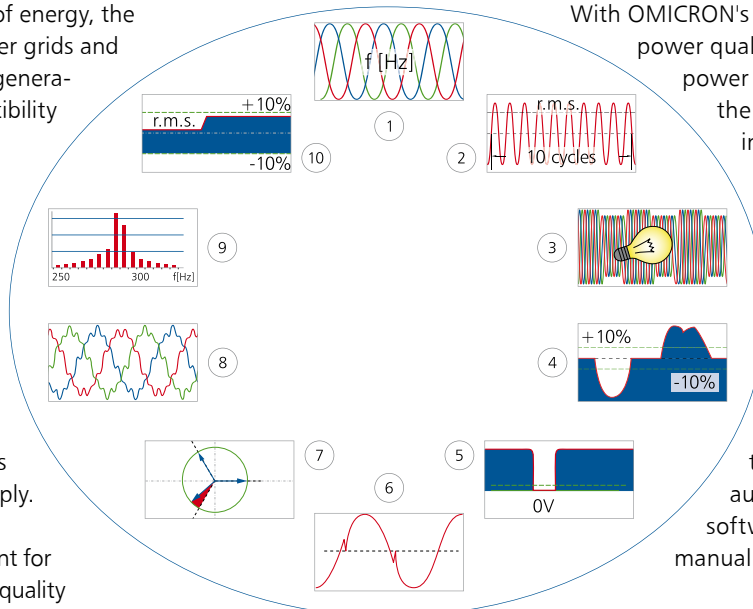 of energy, the
er grids and
genera-
ibility
With OMICRON's
power qual
power
the
in
f [Hz]
1
r.m.s.
+10%
-10%
10
r.m.s.
10 cycles
2
250
300
f[Hz]
9
3
8
+10%
-10%
4
7
6
5
0V
s
ply.
nt for
quality
t
au
softw
manual